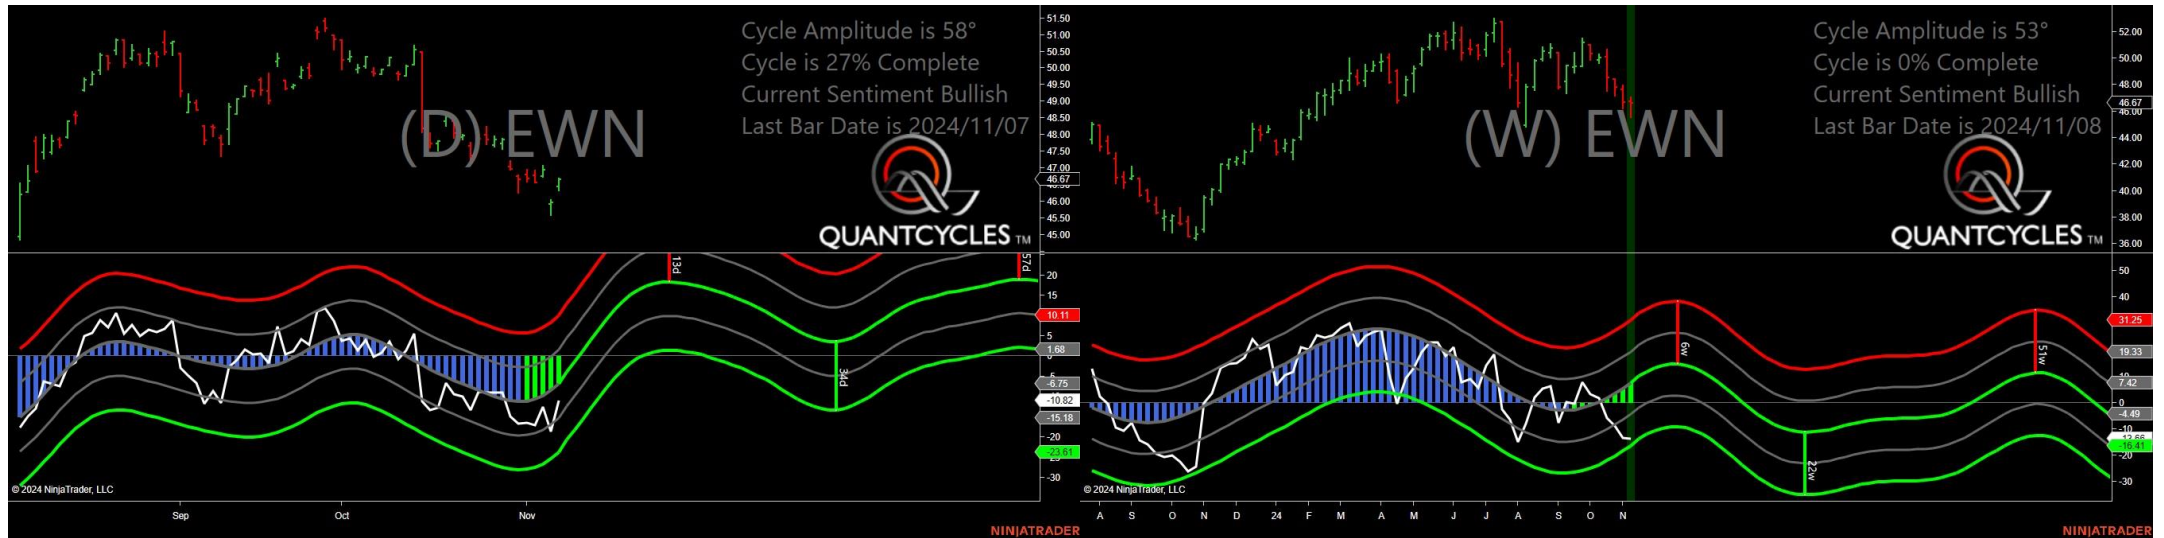 Cycle Amplitude is 58°
Cycle is 27% Complete
Current Sentiment Bullish
Last Bar Date is 2024/11/07
(D) EWN
QUANTCYCLES TM
51.50
51.00
50.50
50.00
49.50
49.00
48.50
48.00
47.50
47.00
46.67
46.00
45.50
45.00
13d
57d
34d
20
15
10.11
5
1.68
-6.75
-10.82
-15.18
-20
-23.61
-30
© 2024 NinjaTrader, LLC
Sep Oct Nov
NINJATRADER
Cycle Amplitude is 53°
Cycle is 0% Complete
Current Sentiment Bullish
Last Bar Date is 2024/11/08
(W) EWN
QUANTCYCLES TM
52.00
50.00
48.00
46.67
46.00
44.00
42.00
40.00
38.00
36.00
6w
51w
22w
50
40
31.25
19.33
10
7.42
0
-4.49
-10
-16.41
-20
-30
© 2024 NinjaTrader, LLC
A S O N D 24 F M A M J J A S O N
NINJATRADER